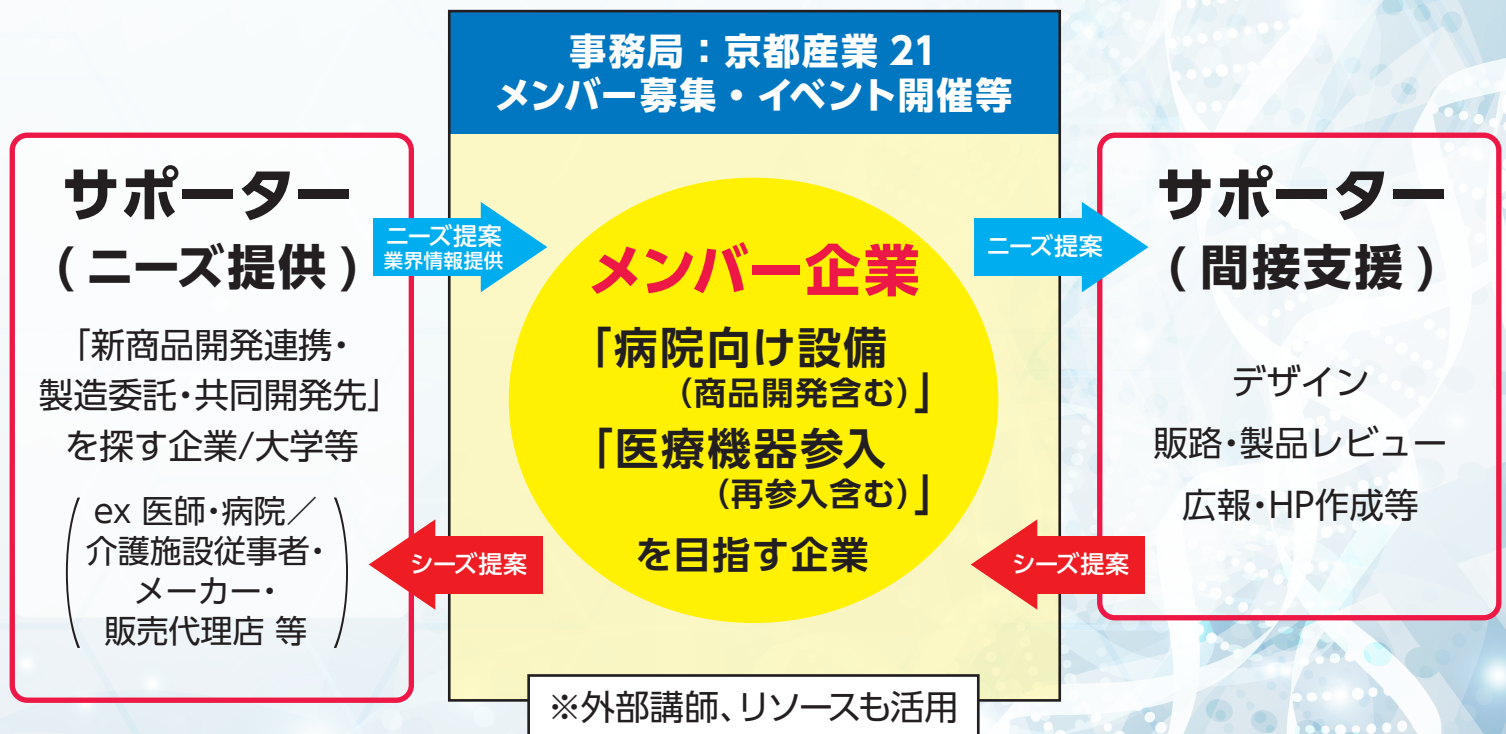 事務局：京都産業 21
メンバー募集・イベント開催等
サポーター
( ニーズ提供 )
「新商品開発連携・
製造委託・共同開発先」
を探す企業/大学等
ex 医師・病院／
介護施設従事者・
メーカー・
販売代理店 等
ニーズ提案
業界情報提供
シーズ提案
メンバー企業
「病院向け設備
（商品開発含む）」
「医療機器参入
（再参入含む）」
を目指す企業
ニーズ提案
シーズ提案
サポーター
( 間接支援 )
デザイン
販路・製品レビュー
広報・HP作成等
※外部講師、リソースも活用